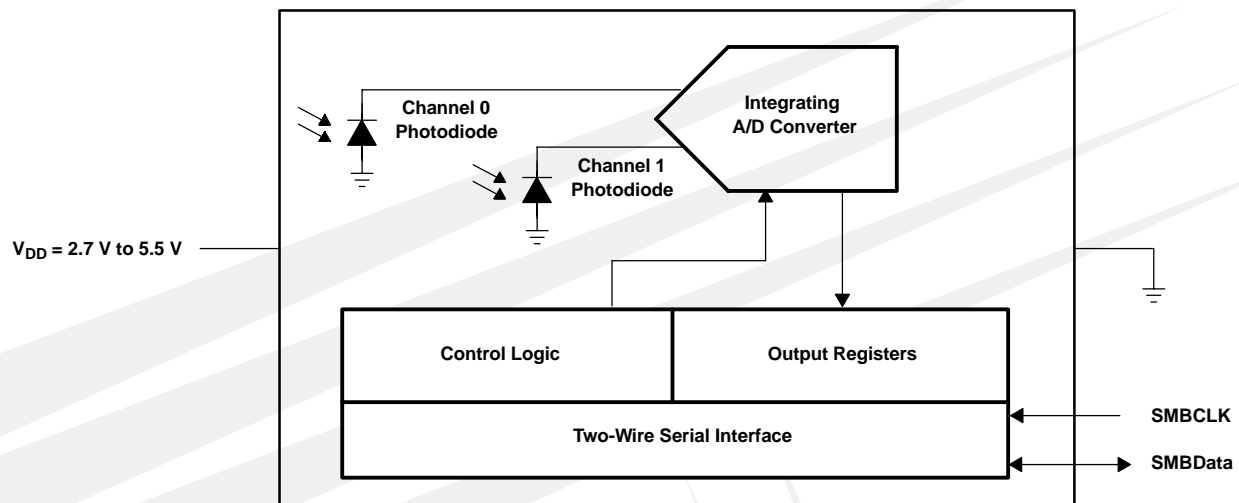 Channel 0
Photodiode
Integrating
A/D Converter
Channel 1
Photodiode
VDD = 2.7 V to 5.5 V
Control Logic
Output Registers
Two-Wire Serial Interface
SMBCLK
SMBData